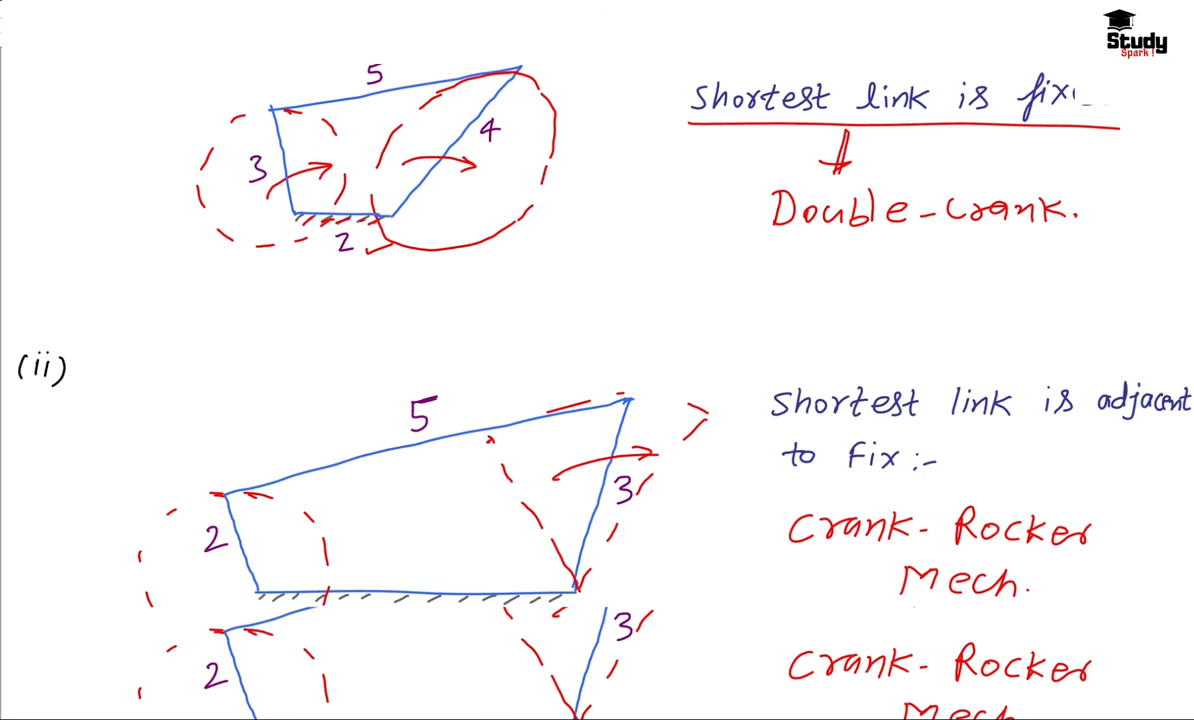 Study
Spark!
5
3
4
2
Shortest link is
Double-Crank.
(ii)
5
2
3
Shortest link is adjacent
to fix :-
Crank-Rocker
Mech.
2
3
Crank-Rocker
Mech